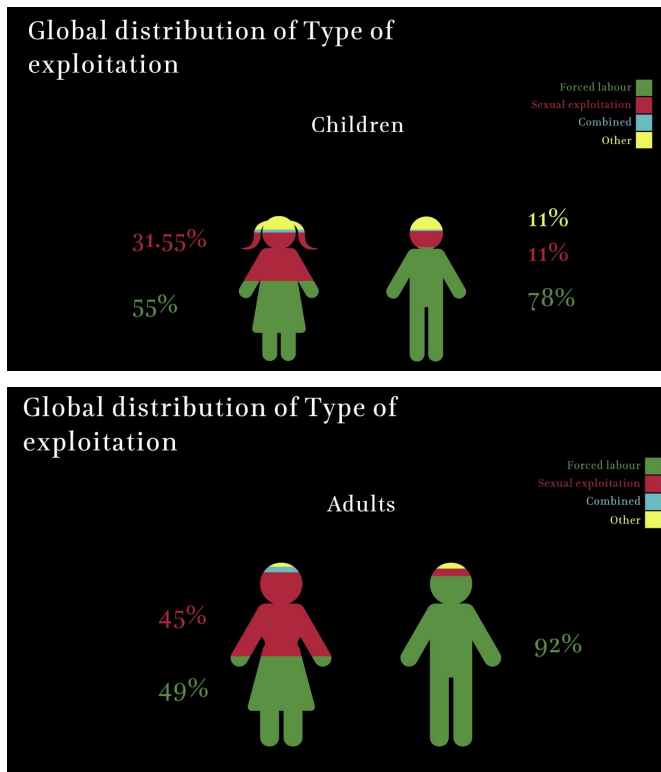 Global distribution of Type of
exploitation
Forced labour
Sexual exploitation
Combined
Other
Children
31.55%
55%
11%
11%
78%
Global distribution of Type of
exploitation
Forced labour
Sexual exploitation
Combined
Other
Adults
45%
49%
92%